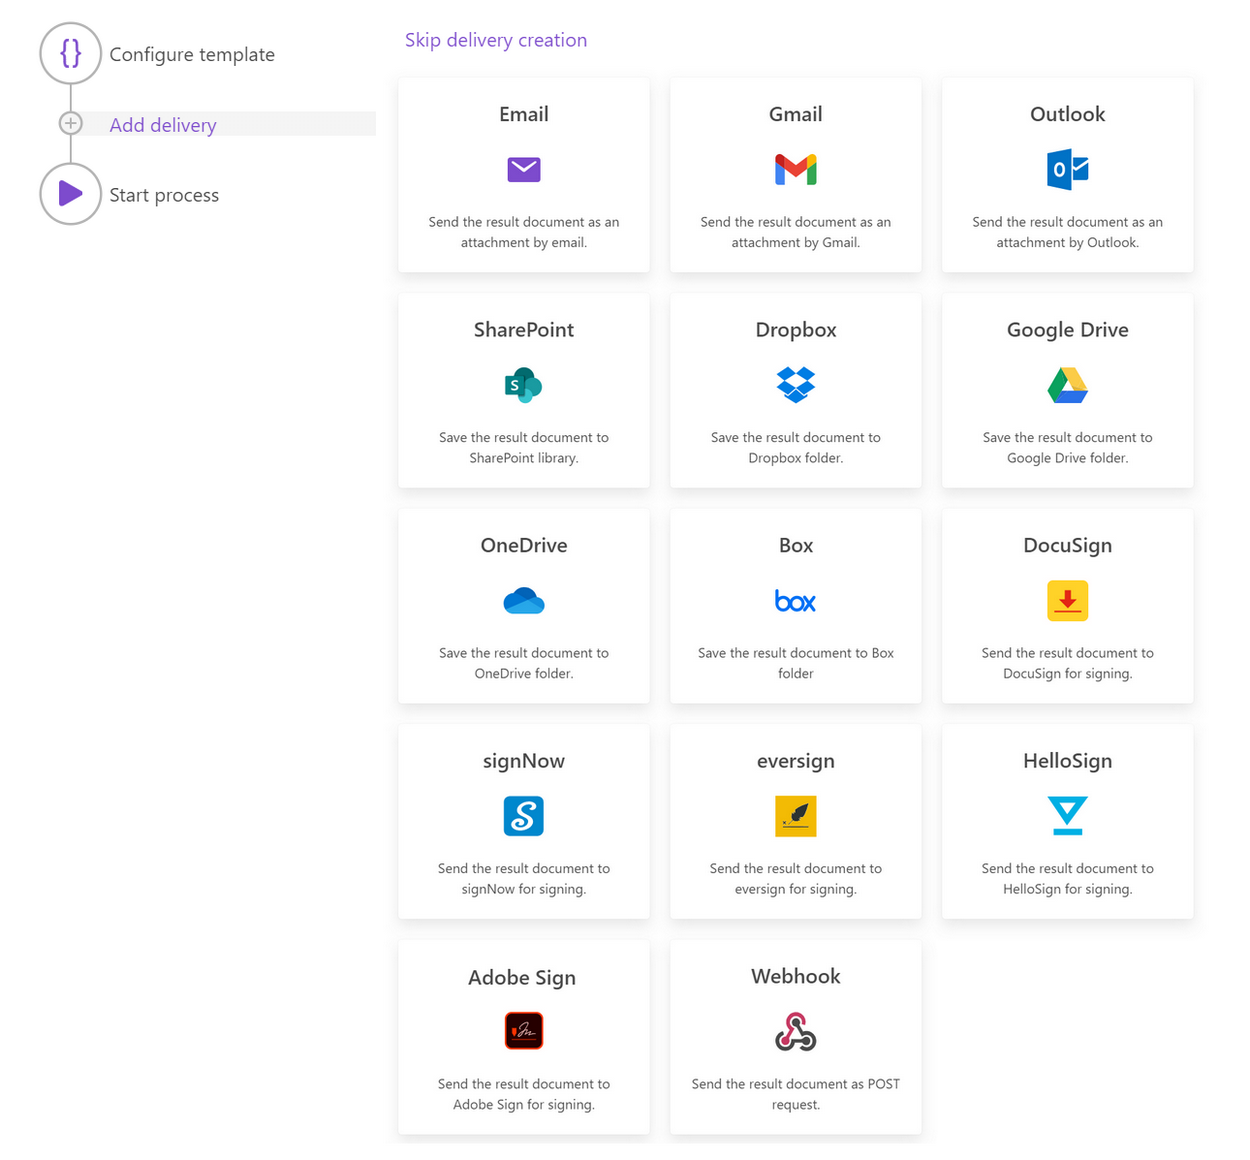 Configure template
Add delivery
Start process
Skip delivery creation
Email
Send the result document as an
attachment by email.
Gmail
Send the result document as an
attachment by Gmail.
Outlook
Send the result document as an
attachment by Outlook.
SharePoint
Save the result document to
SharePoint library.
Dropbox
Save the result document to
Dropbox folder.
Google Drive
Save the result document to
Google Drive folder.
OneDrive
Save the result document to
OneDrive folder.
Box
box
Save the result document to Box
folder
DocuSign
Send the result document to
DocuSign for signing.
signNow
Send the result document to
signNow for signing.
eversign
Send the result document to
eversign for signing.
HelloSign
Send the result document to
HelloSign for signing.
Adobe Sign
Send the result document to
Adobe Sign for signing.
Webhook
Send the result document as POST
request.